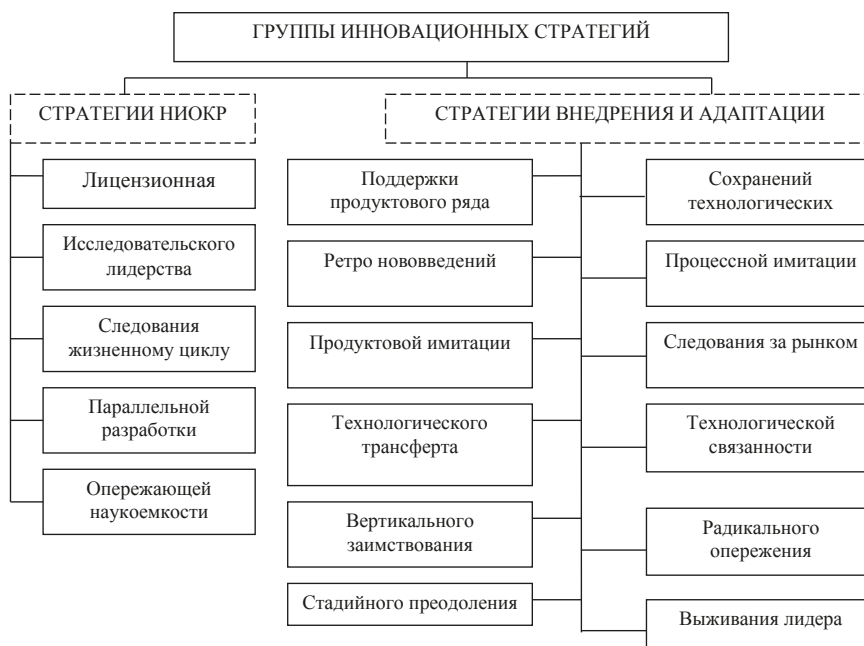 ГРУППЫ ИННОВАЦИОННЫХ СТРАТЕГИЙ
СТРАТЕГИИ НИОКР
СТРАТЕГИИ ВНЕДРЕНИЯ И АДАПТАЦИИ
Лицензионная
Исследовательского
лидерства
Следования
жизненному циклу
Параллельной
разработки
Опережающей
наукоемкости
Поддержки
продуктового ряда
Ретро нововведений
Продуктовой имитации
Технологического
трансферта
Вертикального
заимствования
Стадийного преодоления
Сохранений
технологических
Процессной имитации
Следования за рынком
Технологической
связанности
Радикального
опережения
Выживания лидера